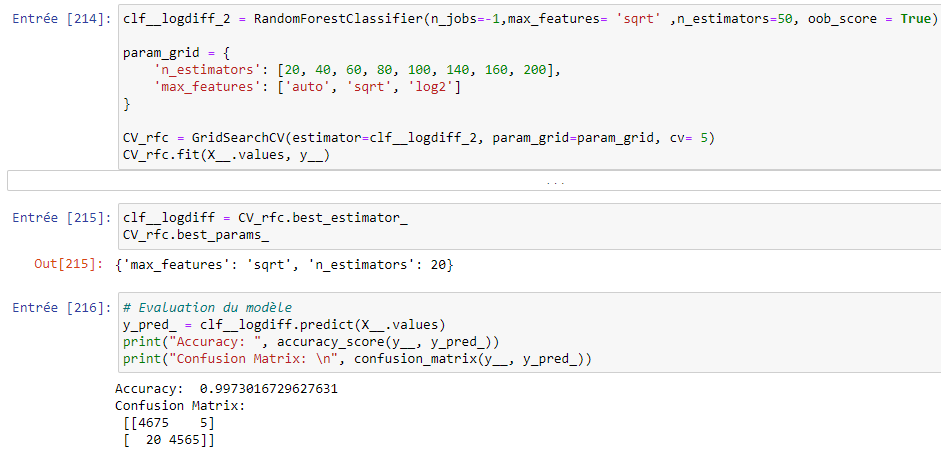 Entrée [214]: clf__logdiff_2 = RandomForestClassifier(n_jobs=-1,max_features= 'sqrt' ,n_estimators=50, oob_score = True)
param_grid = {
    'n_estimators': [20, 40, 60, 80, 100, 140, 160, 200],
    'max_features': ['auto', 'sqrt', 'log2']
}
CV_rfc = GridSearchCV(estimator=clf__logdiff_2, param_grid=param_grid, cv= 5)
CV_rfc.fit(X__.values, y__)
...
Entrée [215]: clf__logdiff = CV_rfc.best_estimator_
CV_rfc.best_params_
Out[215]: {'max_features': 'sqrt', 'n_estimators': 20}
Entrée [216]: # Evaluation du modèle
y_pred_ = clf__logdiff.predict(X__.values)
print("Accuracy: ", accuracy_score(y__, y_pred_))
print("Confusion Matrix: \n", confusion_matrix(y__, y_pred_))
Accuracy:  0.9973016729627631
Confusion Matrix:
 [[4675    5]
 [  20 4565]]